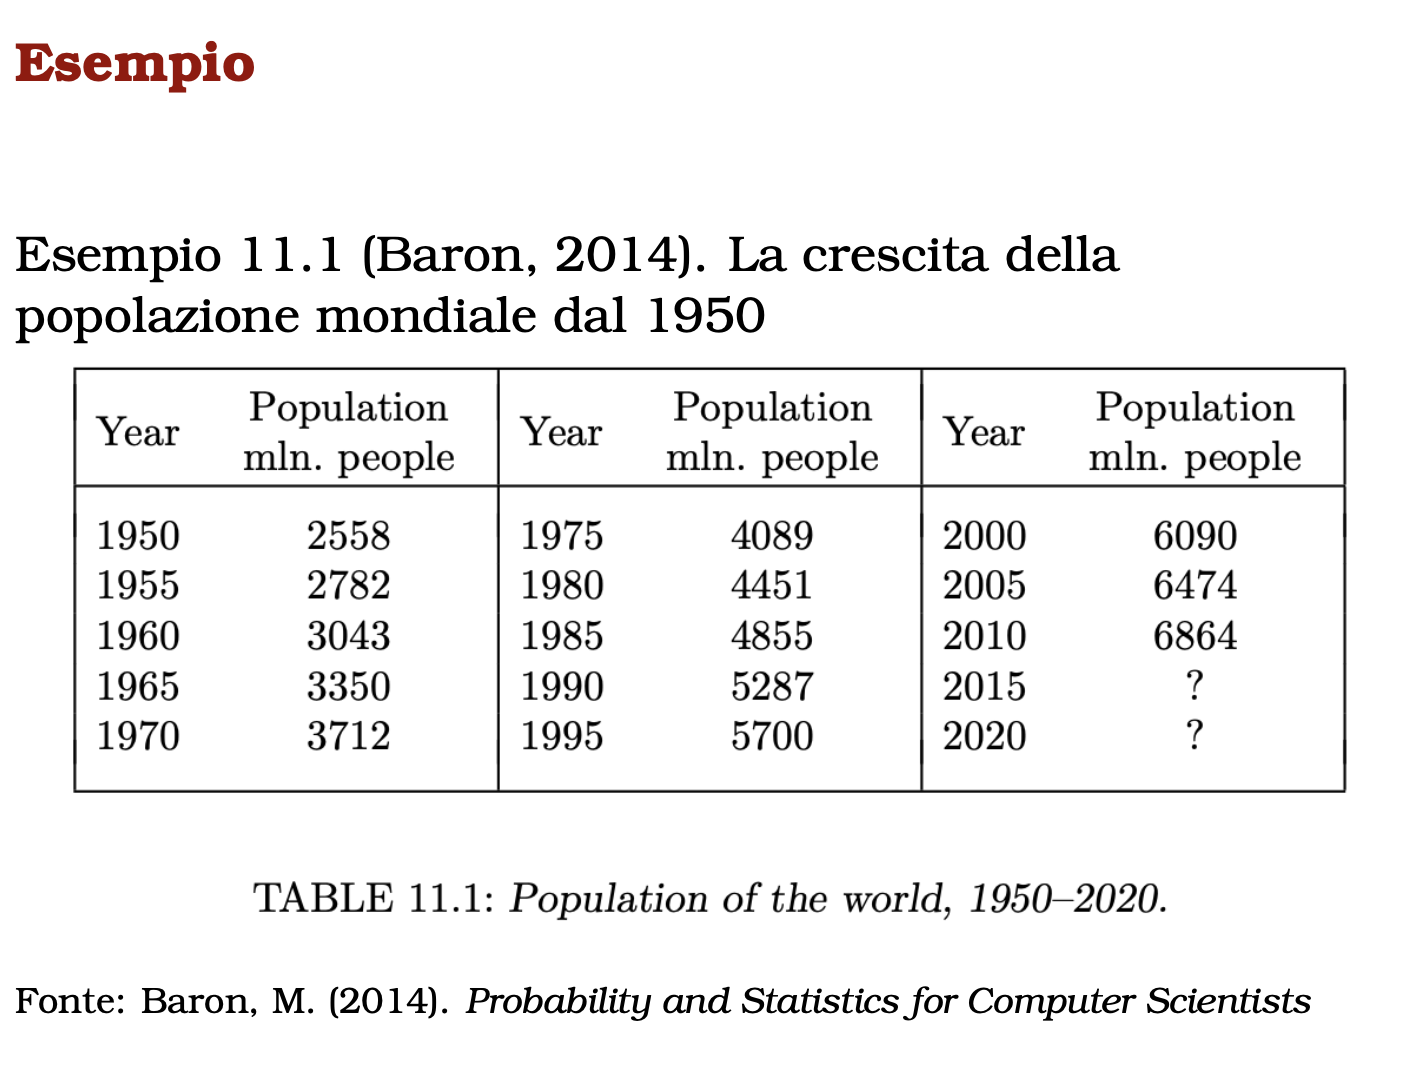 Esempio
Esempio 11.1 (Baron, 2014). La crescita della
popolazione mondiale dal 1950
Year Population mln. people Year Population mln. people Year Population mln. people
1950 2558 1975 4089 2000 6090
1955 2782 1980 4451 2005 6474
1960 3043 1985 4855 2010 6864
1965 3350 1990 5287 2015 ?
1970 3712 1995 5700 2020 ?
TABLE 11.1: Population of the world, 1950–2020.
Fonte: Baron, M. (2014). Probability and Statistics for Computer Scientists